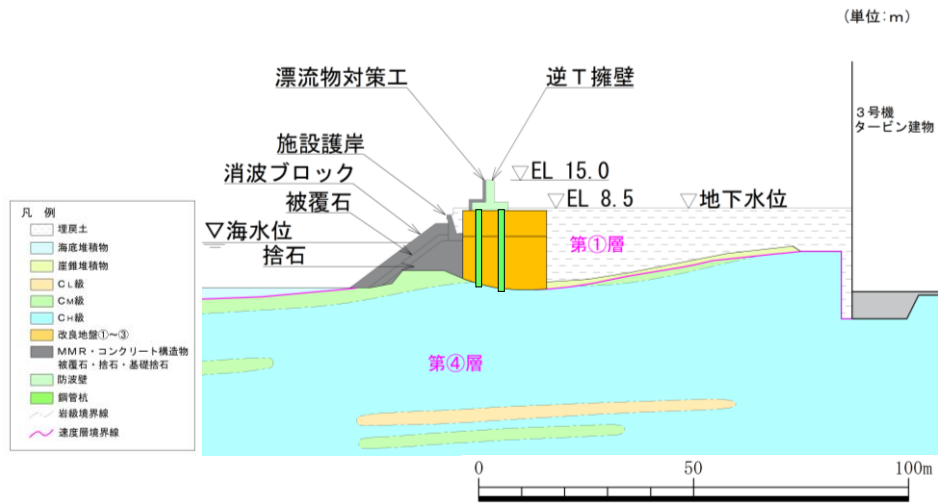 (単位:m)
漂流物対策工
逆T擁壁
3号機
タービン建物
施設護岸
消波ブロック
被覆石
捨石
▽海水位
▽EL 15.0
▽EL 8.5
▽地下水位
第①層
第④層
凡 例
埋戻土
海底堆積物
崖錐堆積物
CL級
CM級
CH級
改良地盤①～③
MMR・コンクリート構造物
被覆石・捨石・基礎捨石
防波壁
鋼管杭
岩級境界線
速度層境界線
0 50 100m